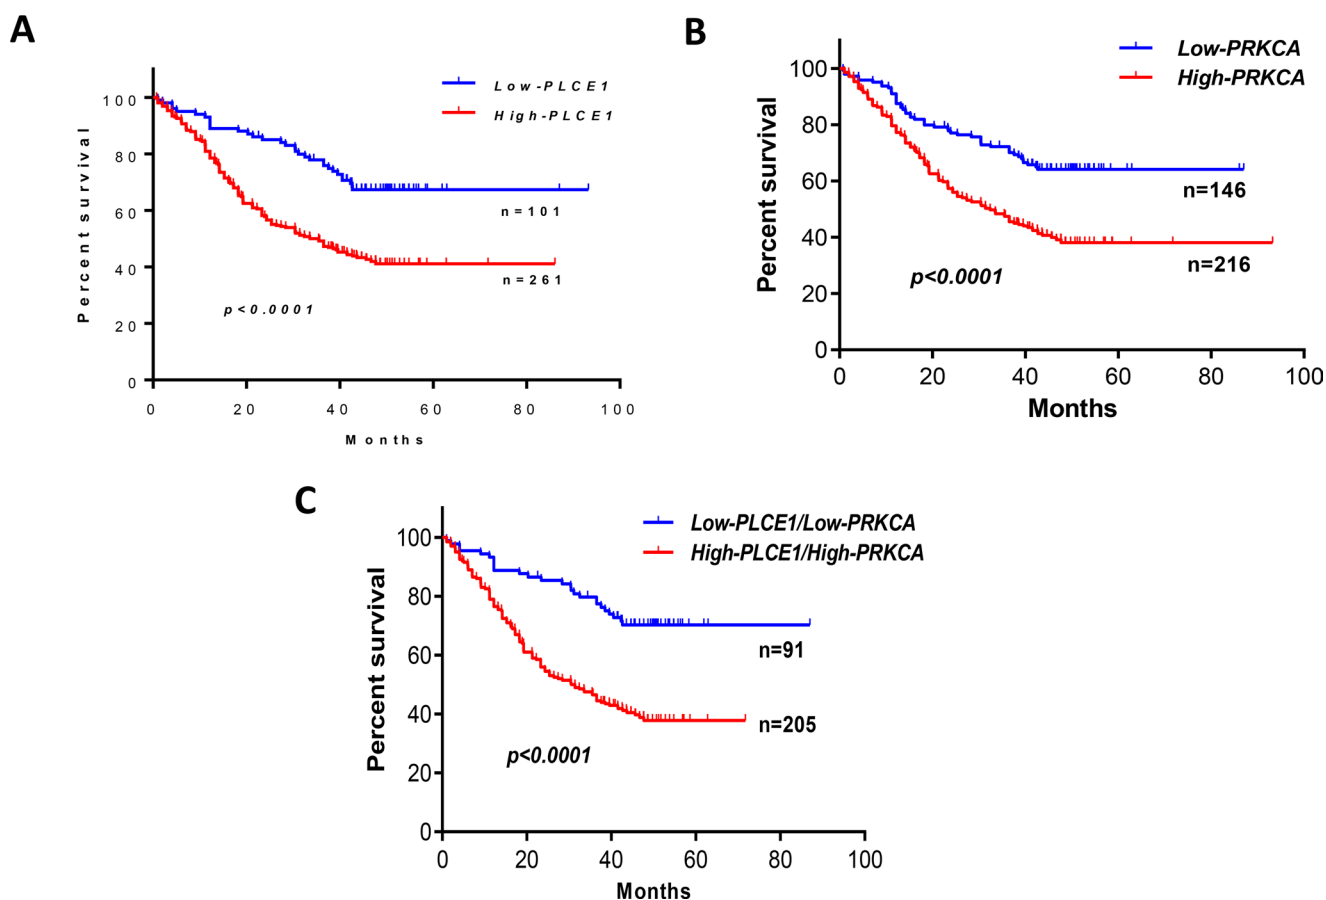 A
Low-PLCE1
High-PLCE1
100
80
60
40
20
0
Percent survival
n=101
n=261
p<0.0001
0 20 40 60 80 100
Months
B
Low-PRKCA
High-PRKCA
100
80
60
40
20
0
Percent survival
n=146
n=216
p<0.0001
0 20 40 60 80 100
Months
C
Low-PLCE1/Low-PRKCA
High-PLCE1/High-PRKCA
100
80
60
40
20
0
Percent survival
n=91
n=205
p<0.0001
0 20 40 60 80 100
Months